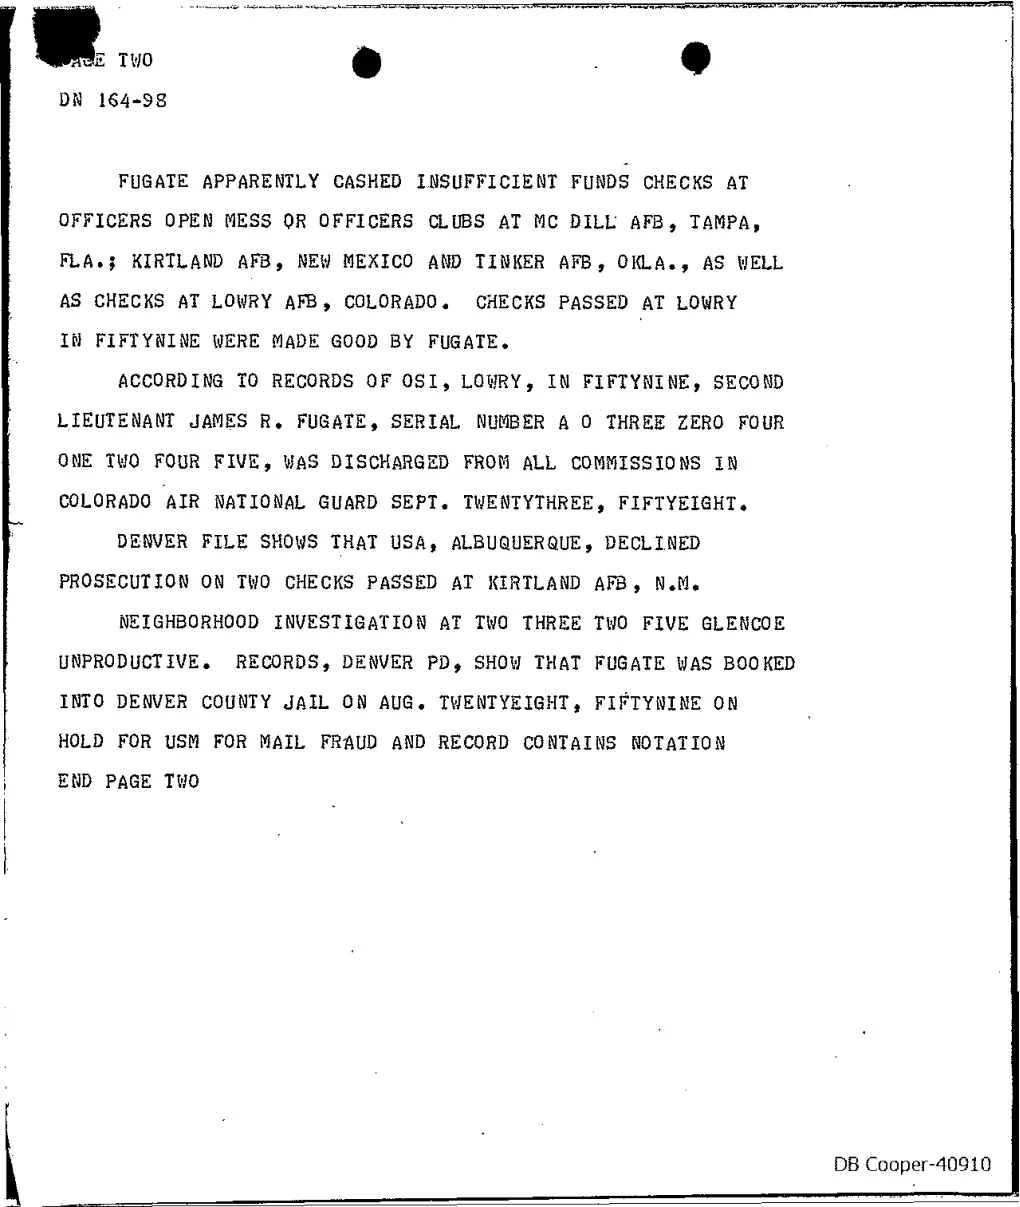 PAGE TWO
DN 164-98
FUGATE APPARENTLY CASHED INSUFFICIENT FUNDS CHECKS AT
OFFICERS OPEN MESS OR OFFICERS CLUBS AT MC DILL AFB, TAMPA,
FLA.; KIRTLAND AFB, NEW MEXICO AND TINKER AFB, OKLA., AS WELL
AS CHECKS AT LOWRY AFB, COLORADO. CHECKS PASSED AT LOWRY
IN FIFTYNINE WERE MADE GOOD BY FUGATE.
ACCORDING TO RECORDS OF OSI, LOWRY, IN FIFTYNINE, SECOND
LIEUTENANT JAMES R. FUGATE, SERIAL NUMBER A O THREE ZERO FOUR
ONE TWO FOUR FIVE, WAS DISCHARGED FROM ALL COMMISSIONS IN
COLORADO AIR NATIONAL GUARD SEPT. TWENTYTHREE, FIFTYEIGHT.
DENVER FILE SHOWS THAT USA, ALBUQUERQUE, DECLINED
PROSECUTION ON TWO CHECKS PASSED AT KIRTLAND AFB, N.M.
NEIGHBORHOOD INVESTIGATION AT TWO THREE TWO FIVE GLENCOE
UNPRODUCTIVE. RECORDS, DENVER PD, SHOW THAT FUGATE WAS BOOKED
INTO DENVER COUNTY JAIL ON AUG. TWENTYEIGHT, FIFTYNINE ON
HOLD FOR USM FOR MAIL FRAUD AND RECORD CONTAINS NOTATION
END PAGE TWO
DB Cooper-40910